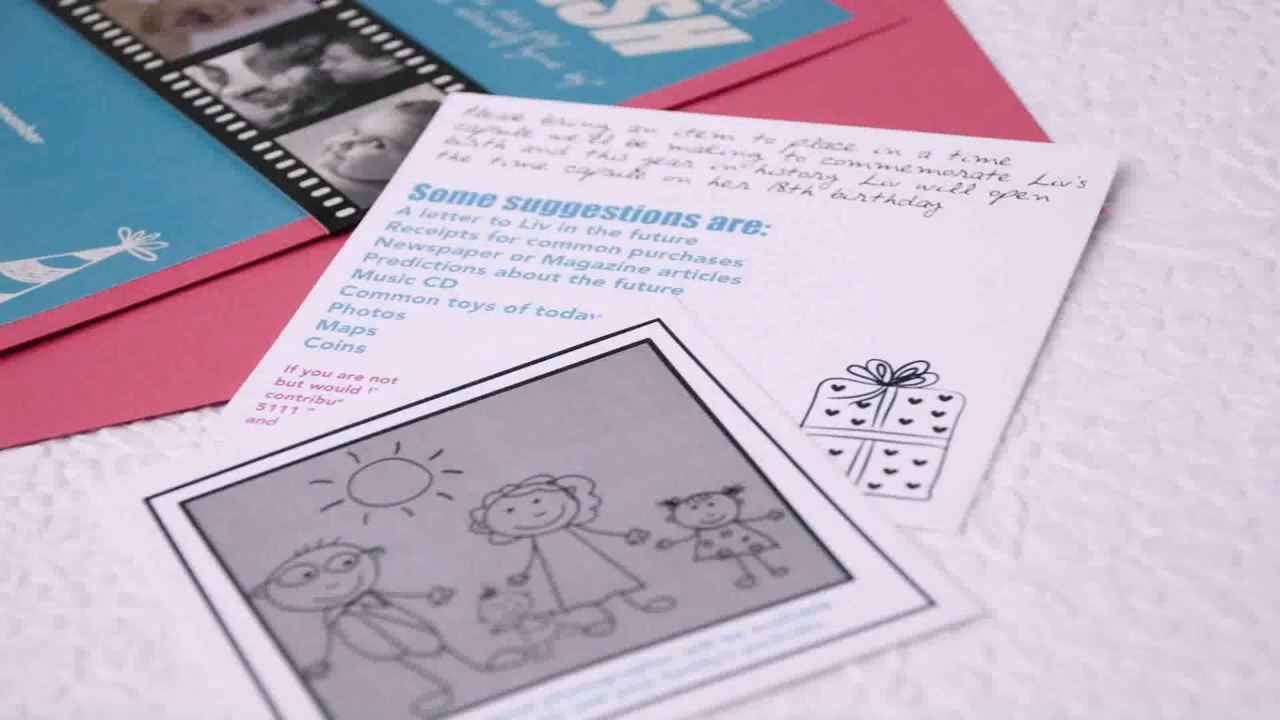 SH
Please bring an item to place in a time
capsule we'll be making to commemorate Liv's
birth and this year in history Liv will open
the time capsule on her 18th birthday
Some suggestions are:
A letter to Liv in the future
Receipts for common purchases
Newspaper or Magazine articles
Predictions about the future
Music CD
Common toys of today
Photos
Maps
Coins
If you are not
but would
contribu
5111
and